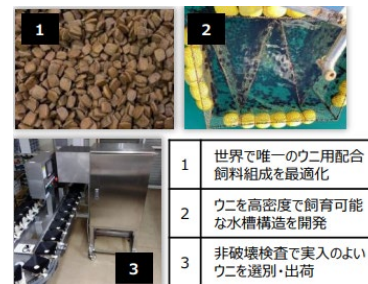 1
2
3
1
世界で唯一のウニ用配合
飼料組成を最適化
2
ウニを高密度で飼育可能
な水槽構造を開発
3
非破壊検査で実入のよい
ウニを選別・出荷